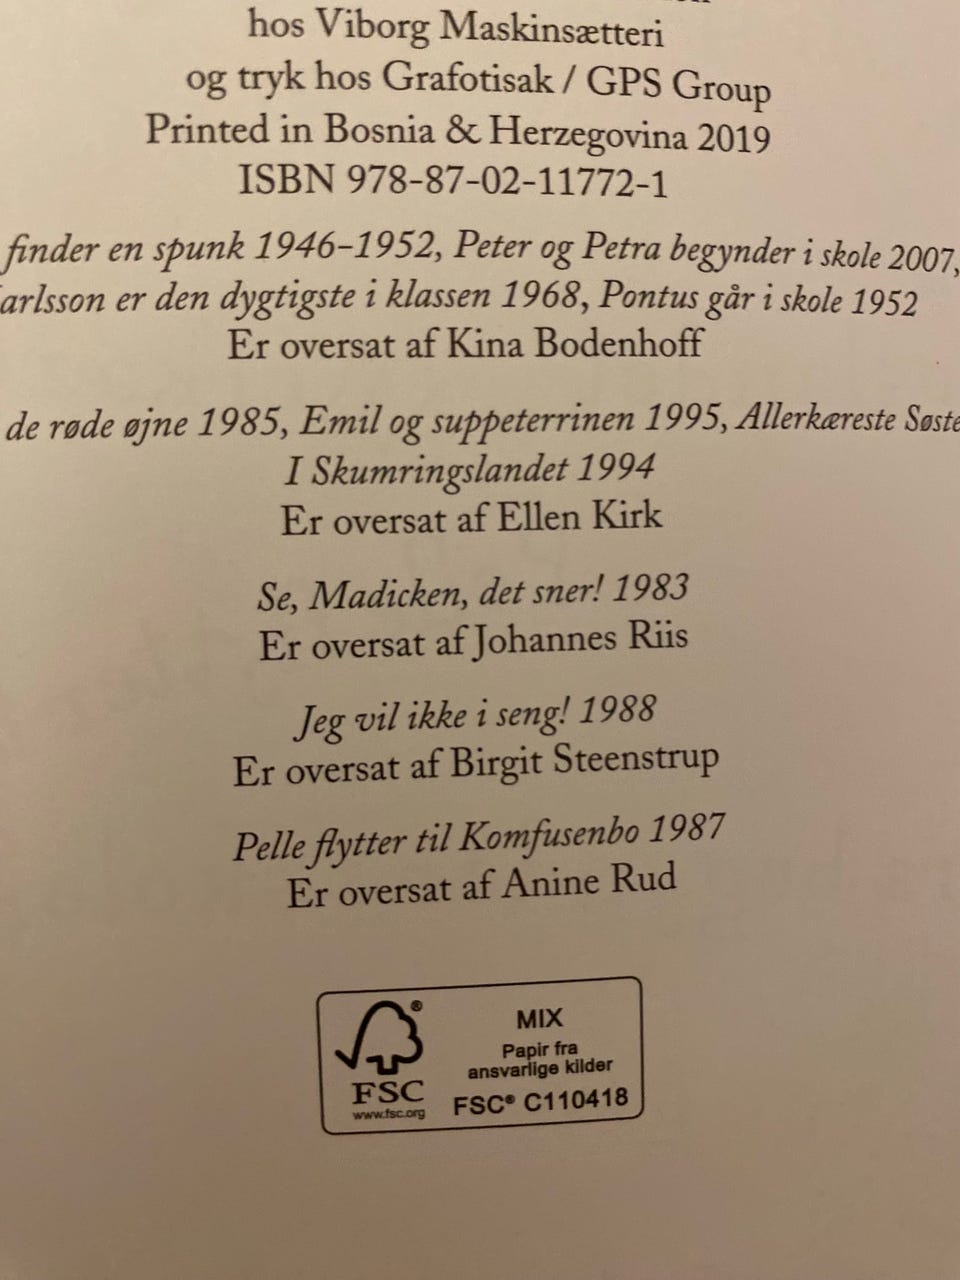 hos Viborg Maskinsætteri
og tryk hos Grafotisak / GPS Group
Printed in Bosnia & Herzegovina 2019
ISBN 978-87-02-11772-1
finder en spunk 1946–1952, Peter og Petra begynder i skole 2007,
arlsson er den dygtigste i klassen 1968, Pontus går i skole 1952
Er oversat af Kina Bodenhoff
de røde øjne 1985, Emil og suppeterrinen 1995, Allerkæreste Søste
I Skumringslandet 1994
Er oversat af Ellen Kirk
Se, Madicken, det sner! 1983
Er oversat af Johannes Riis
Jeg vil ikke i seng! 1988
Er oversat af Birgit Steenstrup
Pelle flytter til Komfusenbo 1987
Er oversat af Anine Rud
®
FSC
www.fsc.org
MIX
Papir fra
ansvarlige kilder
FSC® C110418